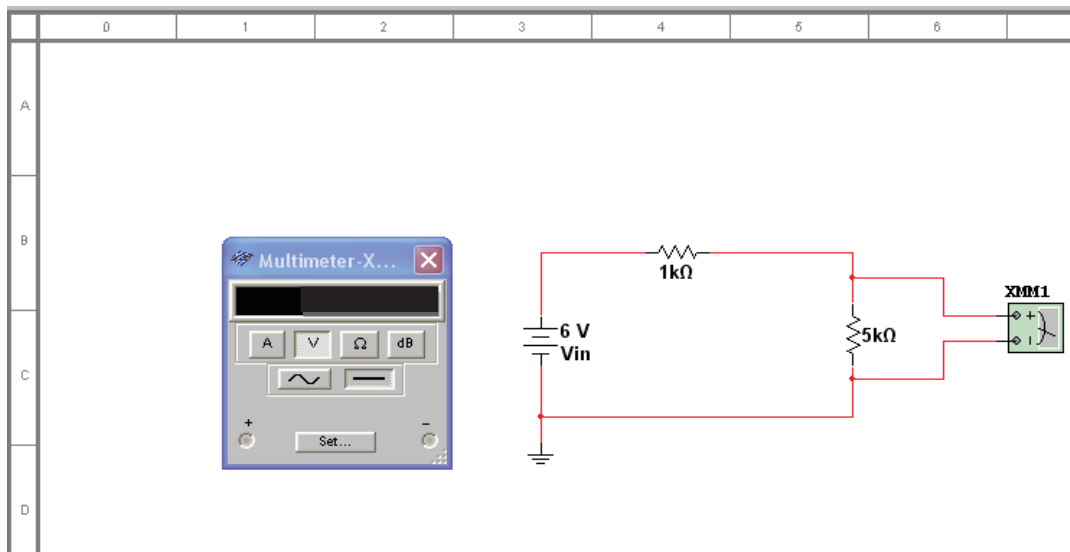 0 1 2 3 4 5 6
A
B
C
D
Multimeter-X...
A V Ω dB
+ −
Set...
1kΩ
6 V
Vin
5kΩ
XMM1
+